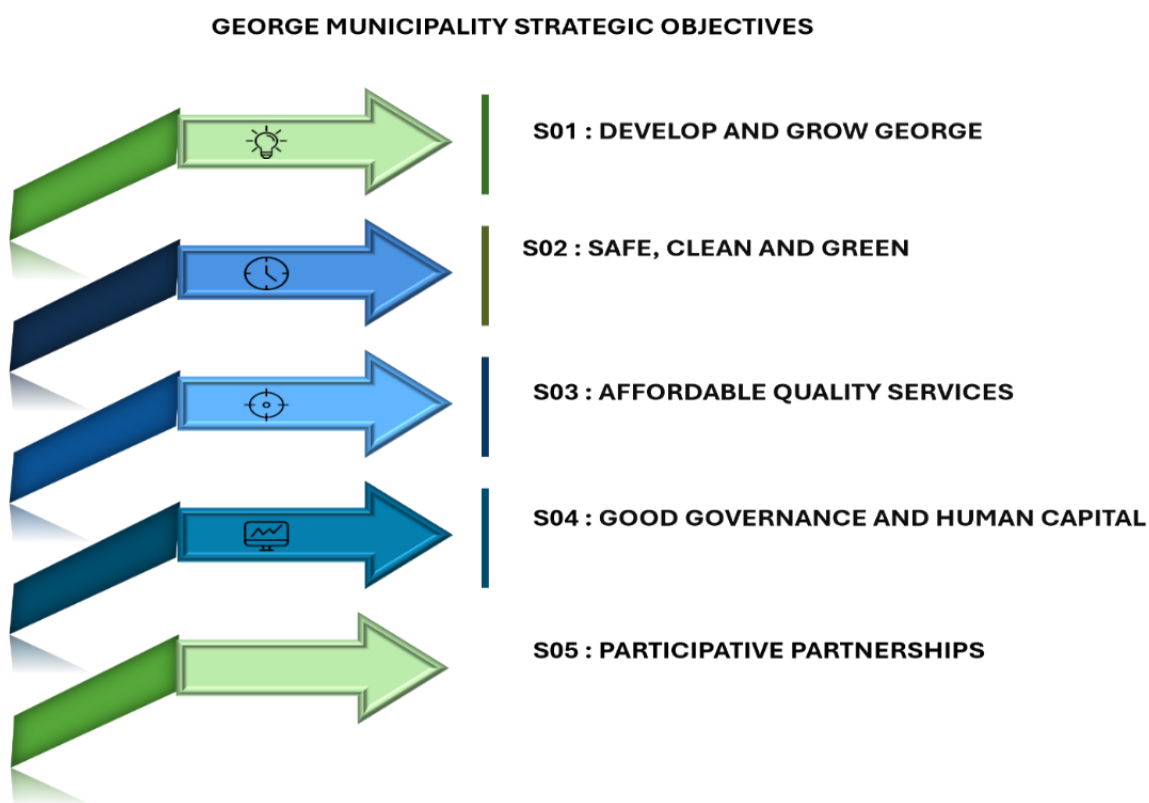 GEORGE MUNICIPALITY STRATEGIC OBJECTIVES
S01 : DEVELOP AND GROW GEORGE
S02 : SAFE, CLEAN AND GREEN
S03 : AFFORDABLE QUALITY SERVICES
S04 : GOOD GOVERNANCE AND HUMAN CAPITAL
S05 : PARTICIPATIVE PARTNERSHIPS